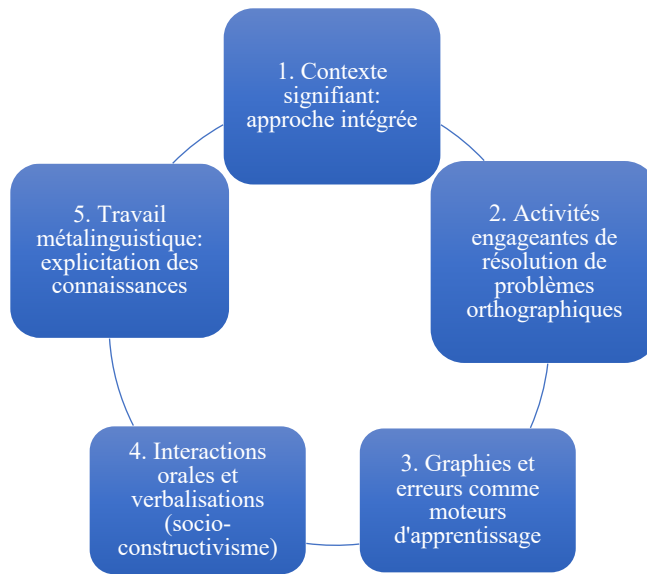 1. Contexte
signifiant:
approche intégrée
2. Activités
engageantes de
résolution de
problèmes
orthographiques
3. Graphies et
erreurs comme
moteurs
d'apprentissage
4. Interactions
orales et
verbalisations
(socio-
constructivisme)
5. Travail
métalinguistique:
explicitation des
connaissances